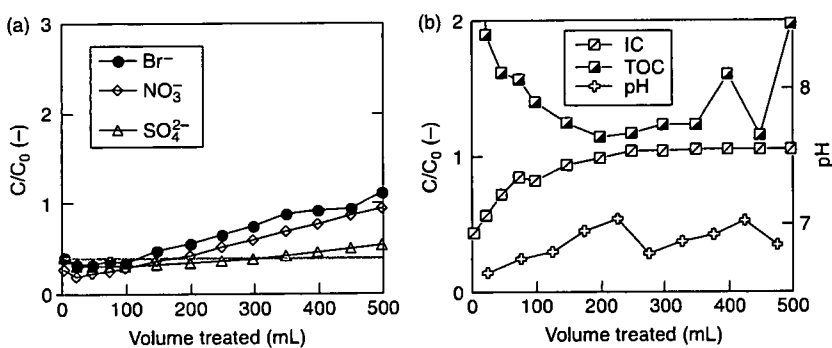 (a)
3
2
1
0
C/C₀ (–)
Br⁻
NO₃⁻
SO₄²⁻
0 100 200 300 400 500
Volume treated (mL)
(b)
2
1
0
C/C₀ (–)
IC
TOC
pH
8
7
pH
0 100 200 300 400 500
Volume treated (mL)